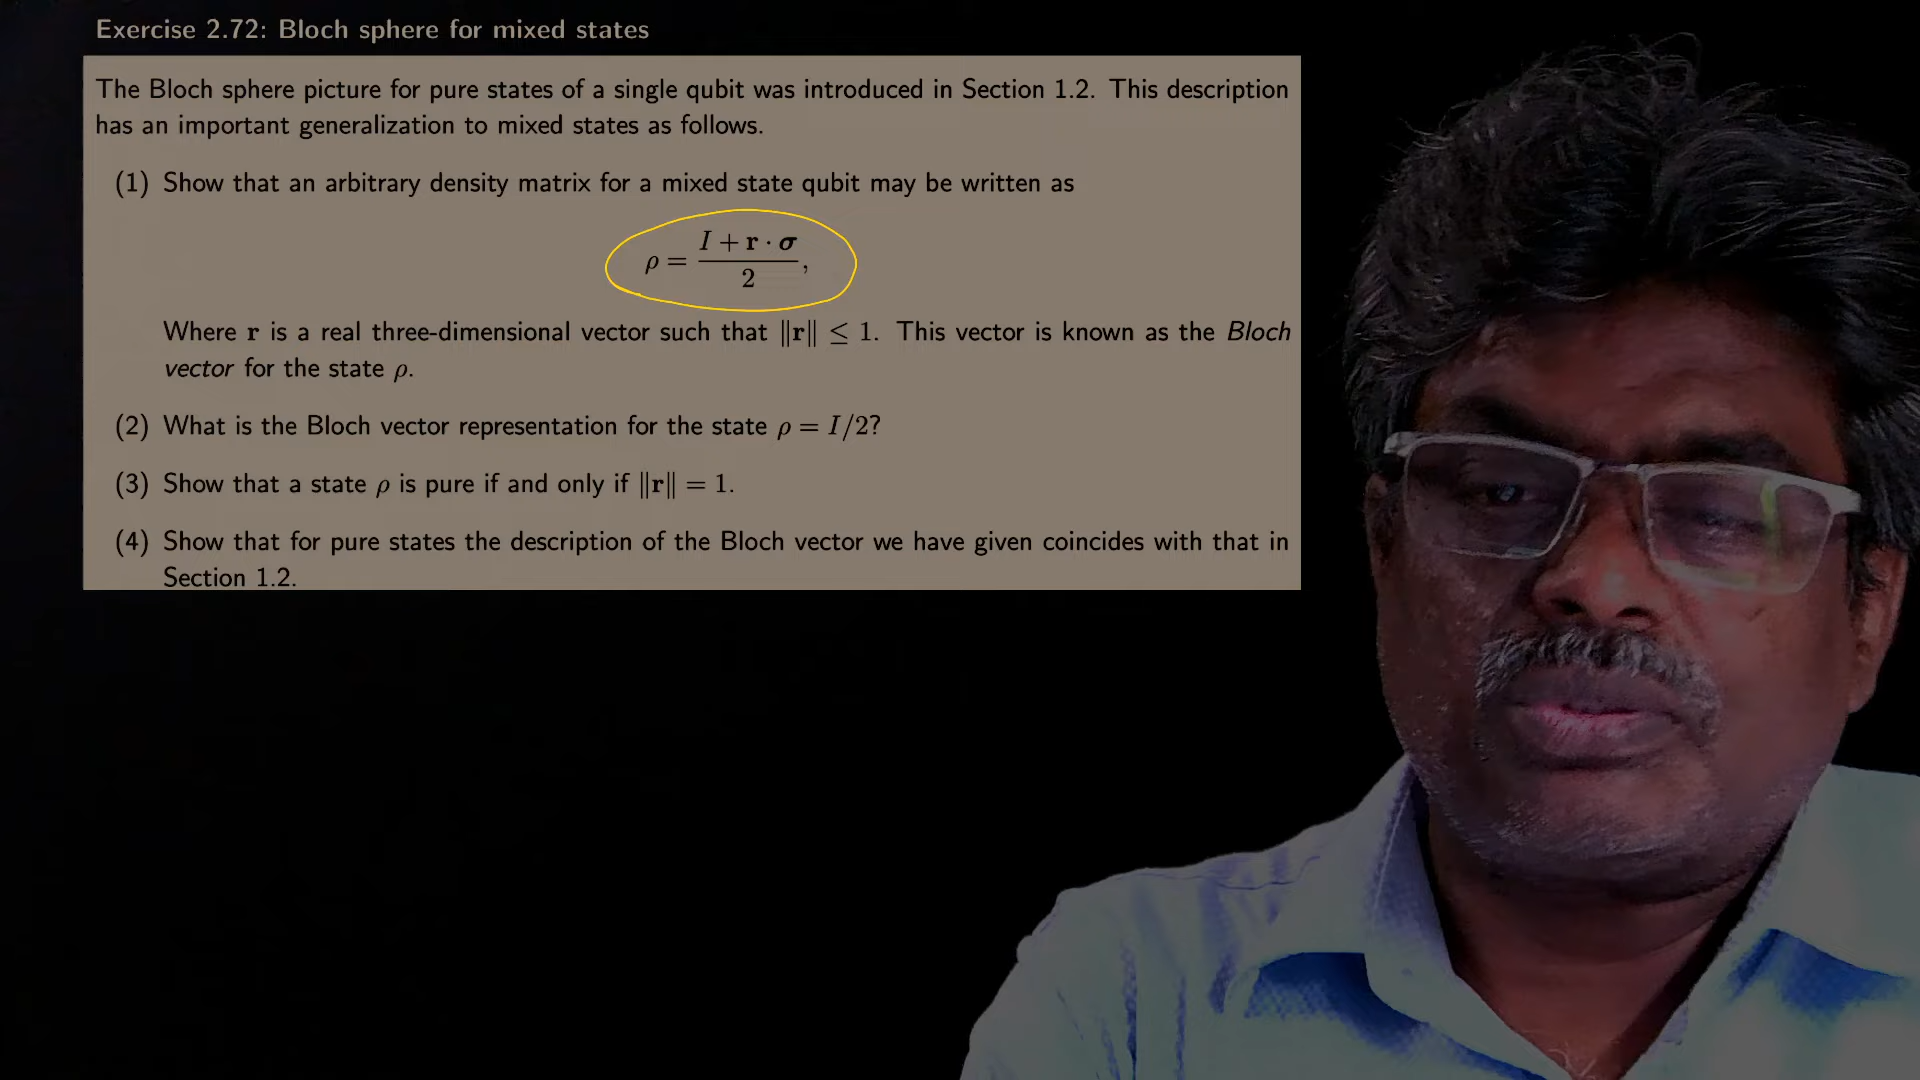 Exercise 2.72: Bloch sphere for mixed states
The Bloch sphere picture for pure states of a single qubit was introduced in Section 1.2. This description
has an important generalization to mixed states as follows.
(1) Show that an arbitrary density matrix for a mixed state qubit may be written as
ρ = (I + r · σ) / 2,
Where r is a real three-dimensional vector such that ‖r‖ ≤ 1. This vector is known as the Bloch
vector for the state ρ.
(2) What is the Bloch vector representation for the state ρ = I/2?
(3) Show that a state ρ is pure if and only if ‖r‖ = 1.
(4) Show that for pure states the description of the Bloch vector we have given coincides with that in
Section 1.2.